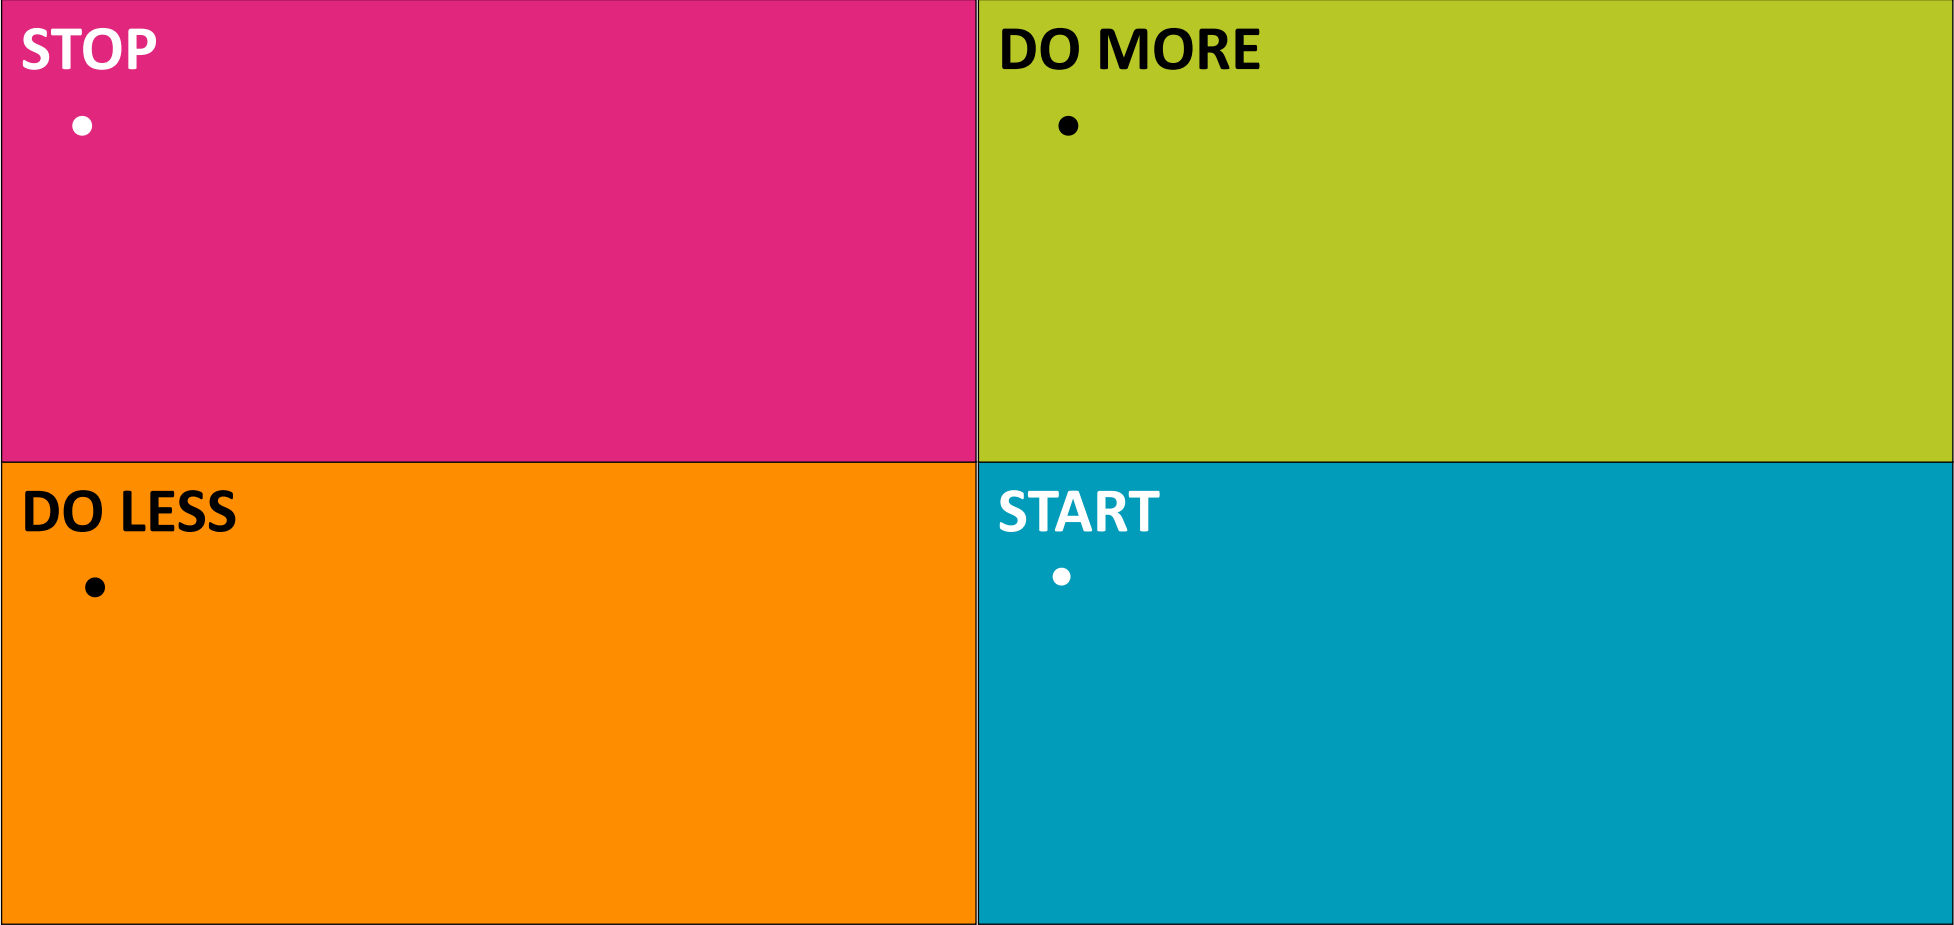 STOP
•
DO MORE
•
DO LESS
•
START
•